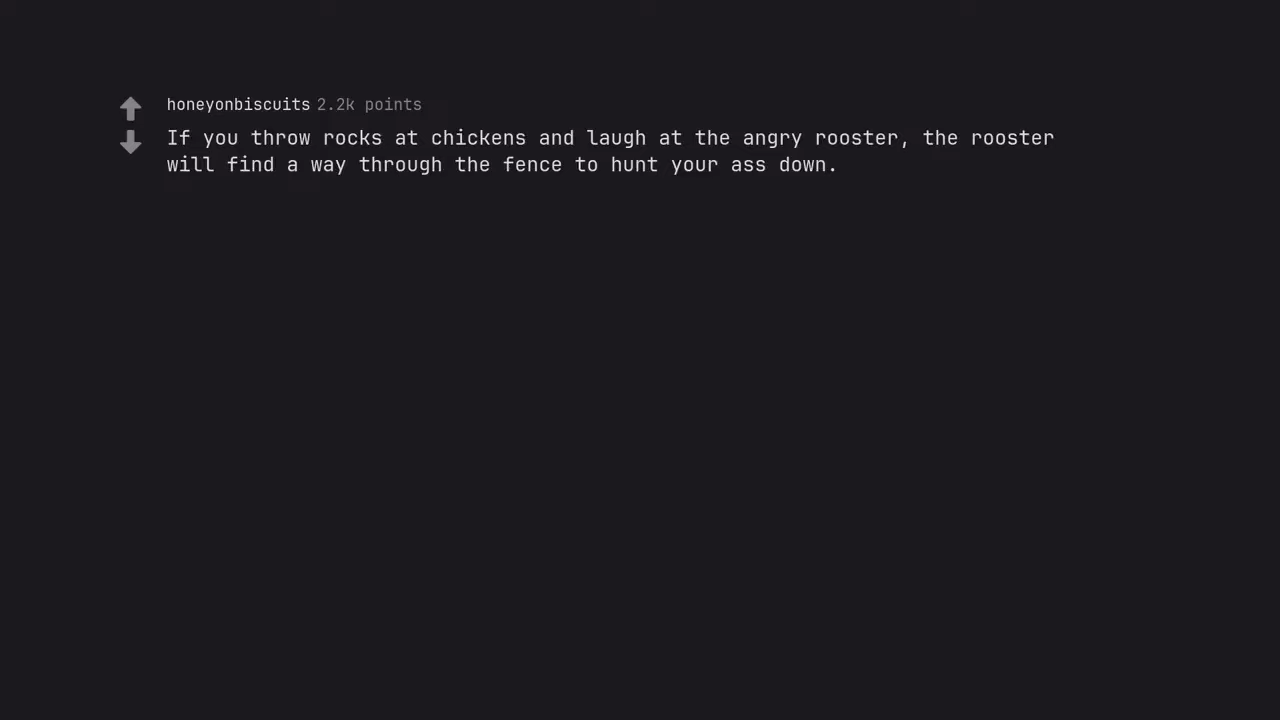 honeyonbiscuits 2.2k points
If you throw rocks at chickens and laugh at the angry rooster, the rooster
will find a way through the fence to hunt your ass down.